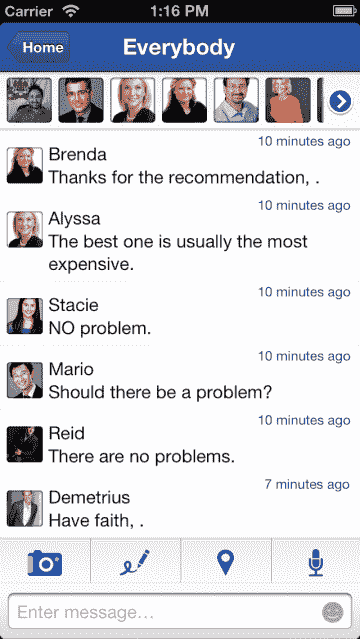 Carrier 1:16 PM
Home Everybody
10 minutes ago
Brenda
Thanks for the recommendation, .
10 minutes ago
Alyssa
The best one is usually the most
expensive.
10 minutes ago
Stacie
NO problem.
10 minutes ago
Mario
Should there be a problem?
10 minutes ago
Reid
There are no problems.
7 minutes ago
Demetrius
Have faith, .
Enter message...